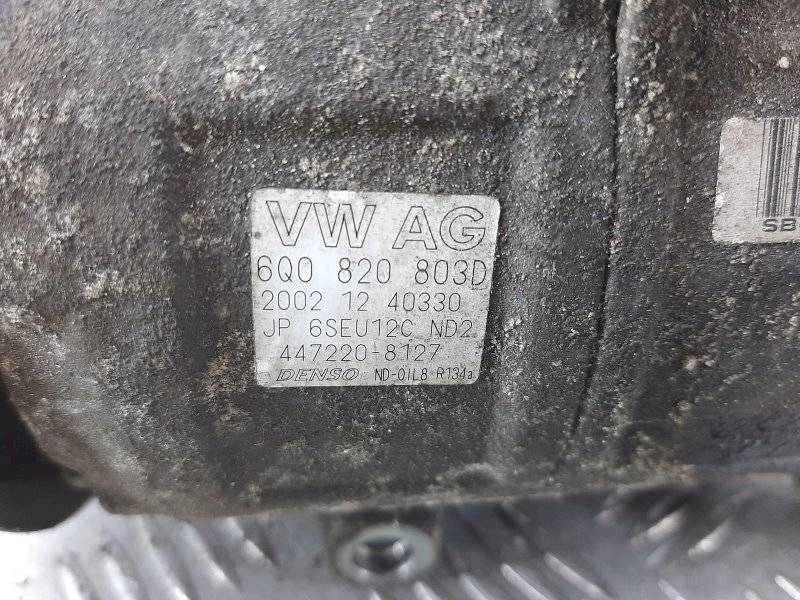 VW AG
6Q0 820 803D
2002 12 40330
JP 6SEU12C ND2
447220-8127
DENSO ND-OIL8 R134a
SB